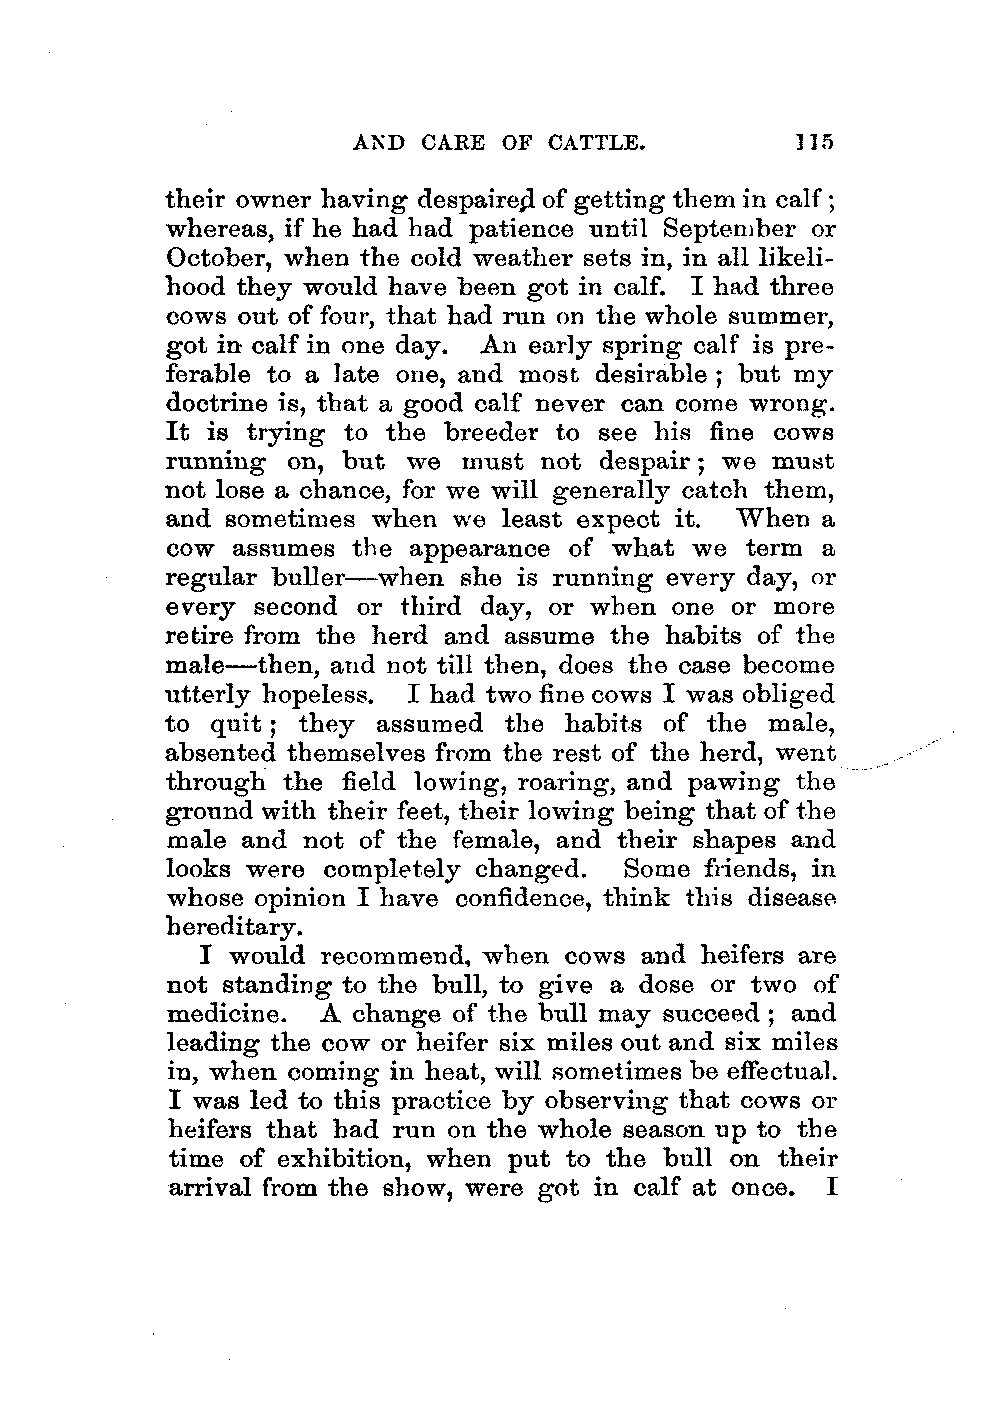 AND CARE OF CATTLE. 115
their owner having despaired of getting them in calf;
whereas, if he had had patience until September or
October, when the cold weather sets in, in all likeli-
hood they would have been got in calf. I had three
cows out of four, that had run on the whole summer,
got in calf in one day. An early spring calf is pre-
ferable to a late one, and most desirable; but my
doctrine is, that a good calf never can come wrong.
It is trying to the breeder to see his fine cows
running on, but we must not despair; we must
not lose a chance, for we will generally catch them,
and sometimes when we least expect it. When a
cow assumes the appearance of what we term a
regular buller—when she is running every day, or
every second or third day, or when one or more
retire from the herd and assume the habits of the
male—then, and not till then, does the case become
utterly hopeless. I had two fine cows I was obliged
to quit; they assumed the habits of the male,
absented themselves from the rest of the herd, went
through the field lowing, roaring, and pawing the
ground with their feet, their lowing being that of the
male and not of the female, and their shapes and
looks were completely changed. Some friends, in
whose opinion I have confidence, think this disease
hereditary.
I would recommend, when cows and heifers are
not standing to the bull, to give a dose or two of
medicine. A change of the bull may succeed; and
leading the cow or heifer six miles out and six miles
in, when coming in heat, will sometimes be effectual.
I was led to this practice by observing that cows or
heifers that had run on the whole season up to the
time of exhibition, when put to the bull on their
arrival from the show, were got in calf at once. I